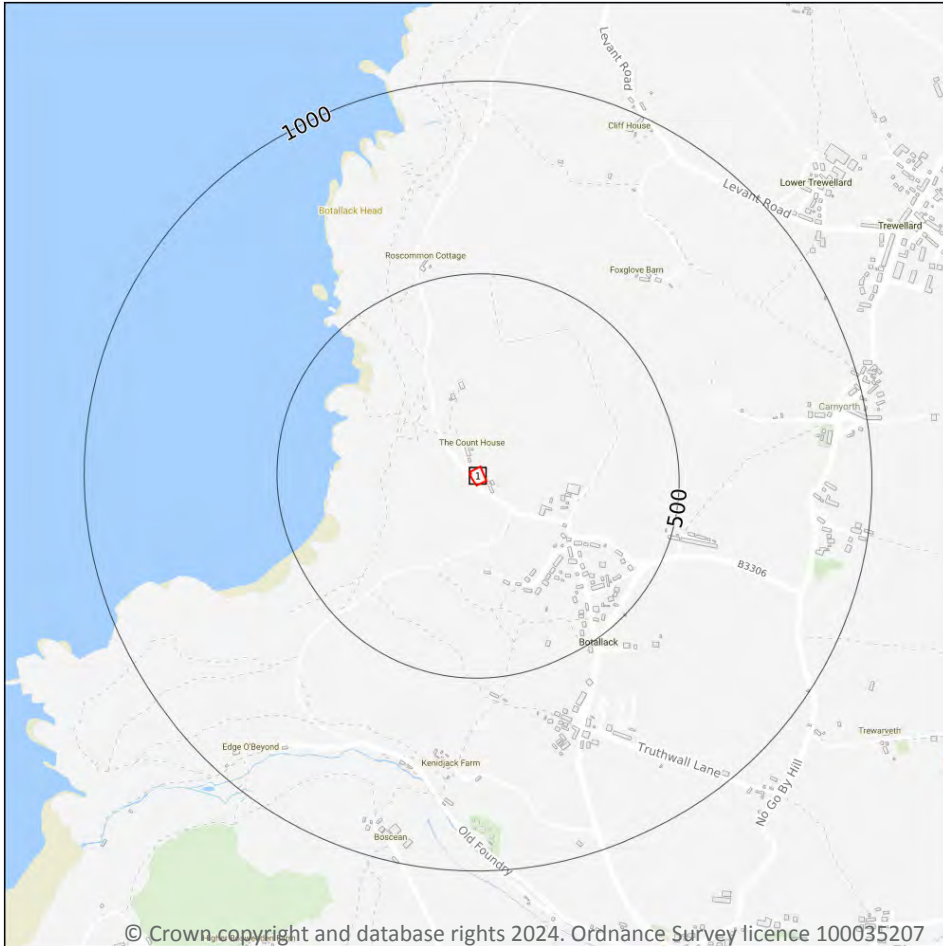 Levant Road
1000
Cliff House
Lower Trewellard
Levant Road
Botallack Head
Trewellard
Roscommon Cottage
Foxglove Barn
Carnyorth
The Count House
1
500
B3306
Botallack
Edge O'Beyond
Kenidjack Farm
Trewarveth
Truthwall Lane
No Go By Hill
Boscean
Old Foundry
© Crown copyright and database rights 2024. Ordnance Survey licence 100035207